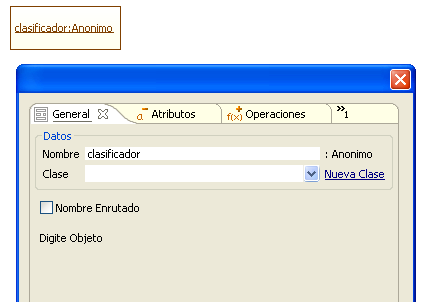 clasificador:Anonimo
General
Atributos
Operaciones
»1
Datos
Nombre clasificador : Anonimo
Clase Nueva Clase
Nombre Enrutado
Digite Objeto